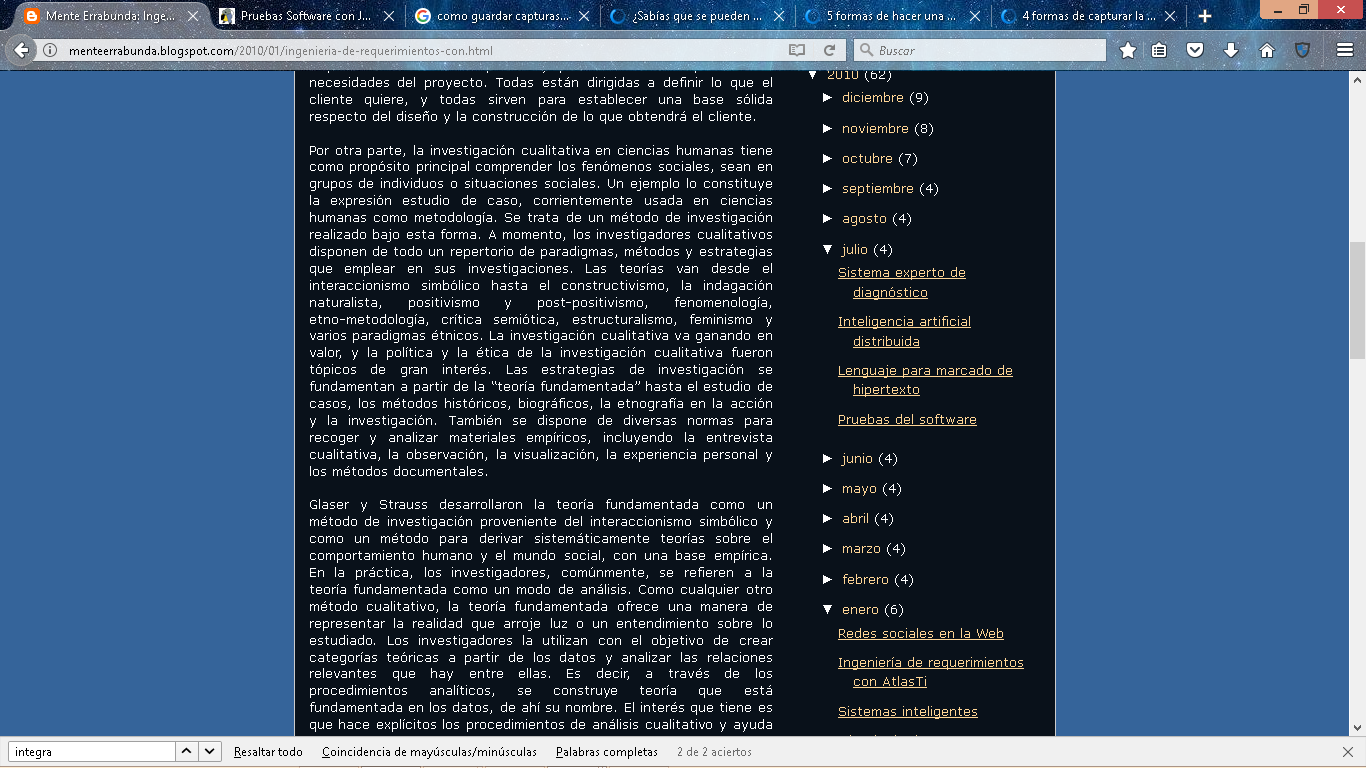 Mente Errabunda: Inge...
Pruebas Software con J...
como guardar capturas...
¿Sabías que se pueden ...
5 formas de hacer una ...
4 formas de capturar la ...
menteerrabunda.blogspot.com/2010/01/ingenieria-de-requerimientos-con.html
Buscar
necesidades del proyecto. Todas están dirigidas a definir lo que el
cliente quiere, y todas sirven para establecer una base sólida
respecto del diseño y la construcción de lo que obtendrá el cliente.
Por otra parte, la investigación cualitativa en ciencias humanas tiene
como propósito principal comprender los fenómenos sociales, sean en
grupos de individuos o situaciones sociales. Un ejemplo lo constituye
la expresión estudio de caso, corrientemente usada en ciencias
humanas como metodología. Se trata de un método de investigación
realizado bajo esta forma. A momento, los investigadores cualitativos
disponen de todo un repertorio de paradigmas, métodos y estrategias
que emplear en sus investigaciones. Las teorías van desde el
interaccionismo simbólico hasta el constructivismo, la indagación
naturalista, positivismo y post-positivismo, fenomenología,
etno-metodología, crítica semiótica, estructuralismo, feminismo y
varios paradigmas étnicos. La investigación cualitativa va ganando en
valor, y la política y la ética de la investigación cualitativa fueron
tópicos de gran interés. Las estrategias de investigación se
fundamentan a partir de la “teoría fundamentada” hasta el estudio de
casos, los métodos históricos, biográficos, la etnografía en la acción
y la investigación. También se dispone de diversas normas para
recoger y analizar materiales empíricos, incluyendo la entrevista
cualitativa, la observación, la visualización, la experiencia personal y
los métodos documentales.
Glaser y Strauss desarrollaron la teoría fundamentada como un
método de investigación proveniente del interaccionismo simbólico y
como un método para derivar sistemáticamente teorías sobre el
comportamiento humano y el mundo social, con una base empírica.
En la práctica, los investigadores, comúnmente, se refieren a la
teoría fundamentada como un modo de análisis. Como cualquier otro
método cualitativo, la teoría fundamentada ofrece una manera de
representar la realidad que arroje luz o un entendimiento sobre lo
estudiado. Los investigadores la utilizan con el objetivo de crear
categorías teóricas a partir de los datos y analizar las relaciones
relevantes que hay entre ellas. Es decir, a través de los
procedimientos analíticos, se construye teoría que está
fundamentada en los datos, de ahí su nombre. El interés que tiene es
que hace explícitos los procedimientos de análisis cualitativo y ayuda
▼ 2010 (62)
► diciembre (9)
► noviembre (8)
► octubre (7)
► septiembre (4)
► agosto (4)
▼ julio (4)
Sistema experto de
diagnóstico
Inteligencia artificial
distribuida
Lenguaje para marcado de
hipertexto
Pruebas del software
► junio (4)
► mayo (4)
► abril (4)
► marzo (4)
► febrero (4)
▼ enero (6)
Redes sociales en la Web
Ingeniería de requerimientos
con AtlasTi
Sistemas inteligentes
integra
Resaltar todo
Coincidencia de mayúsculas/minúsculas
Palabras completas
2 de 2 aciertos